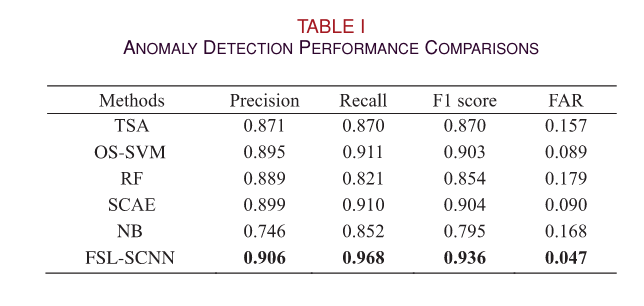 TABLE I
ANOMALY DETECTION PERFORMANCE COMPARISONS
Methods Precision Recall F1 score FAR
TSA 0.871 0.870 0.870 0.157
OS-SVM 0.895 0.911 0.903 0.089
RF 0.889 0.821 0.854 0.179
SCAE 0.899 0.910 0.904 0.090
NB 0.746 0.852 0.795 0.168
FSL-SCNN 0.906 0.968 0.936 0.047